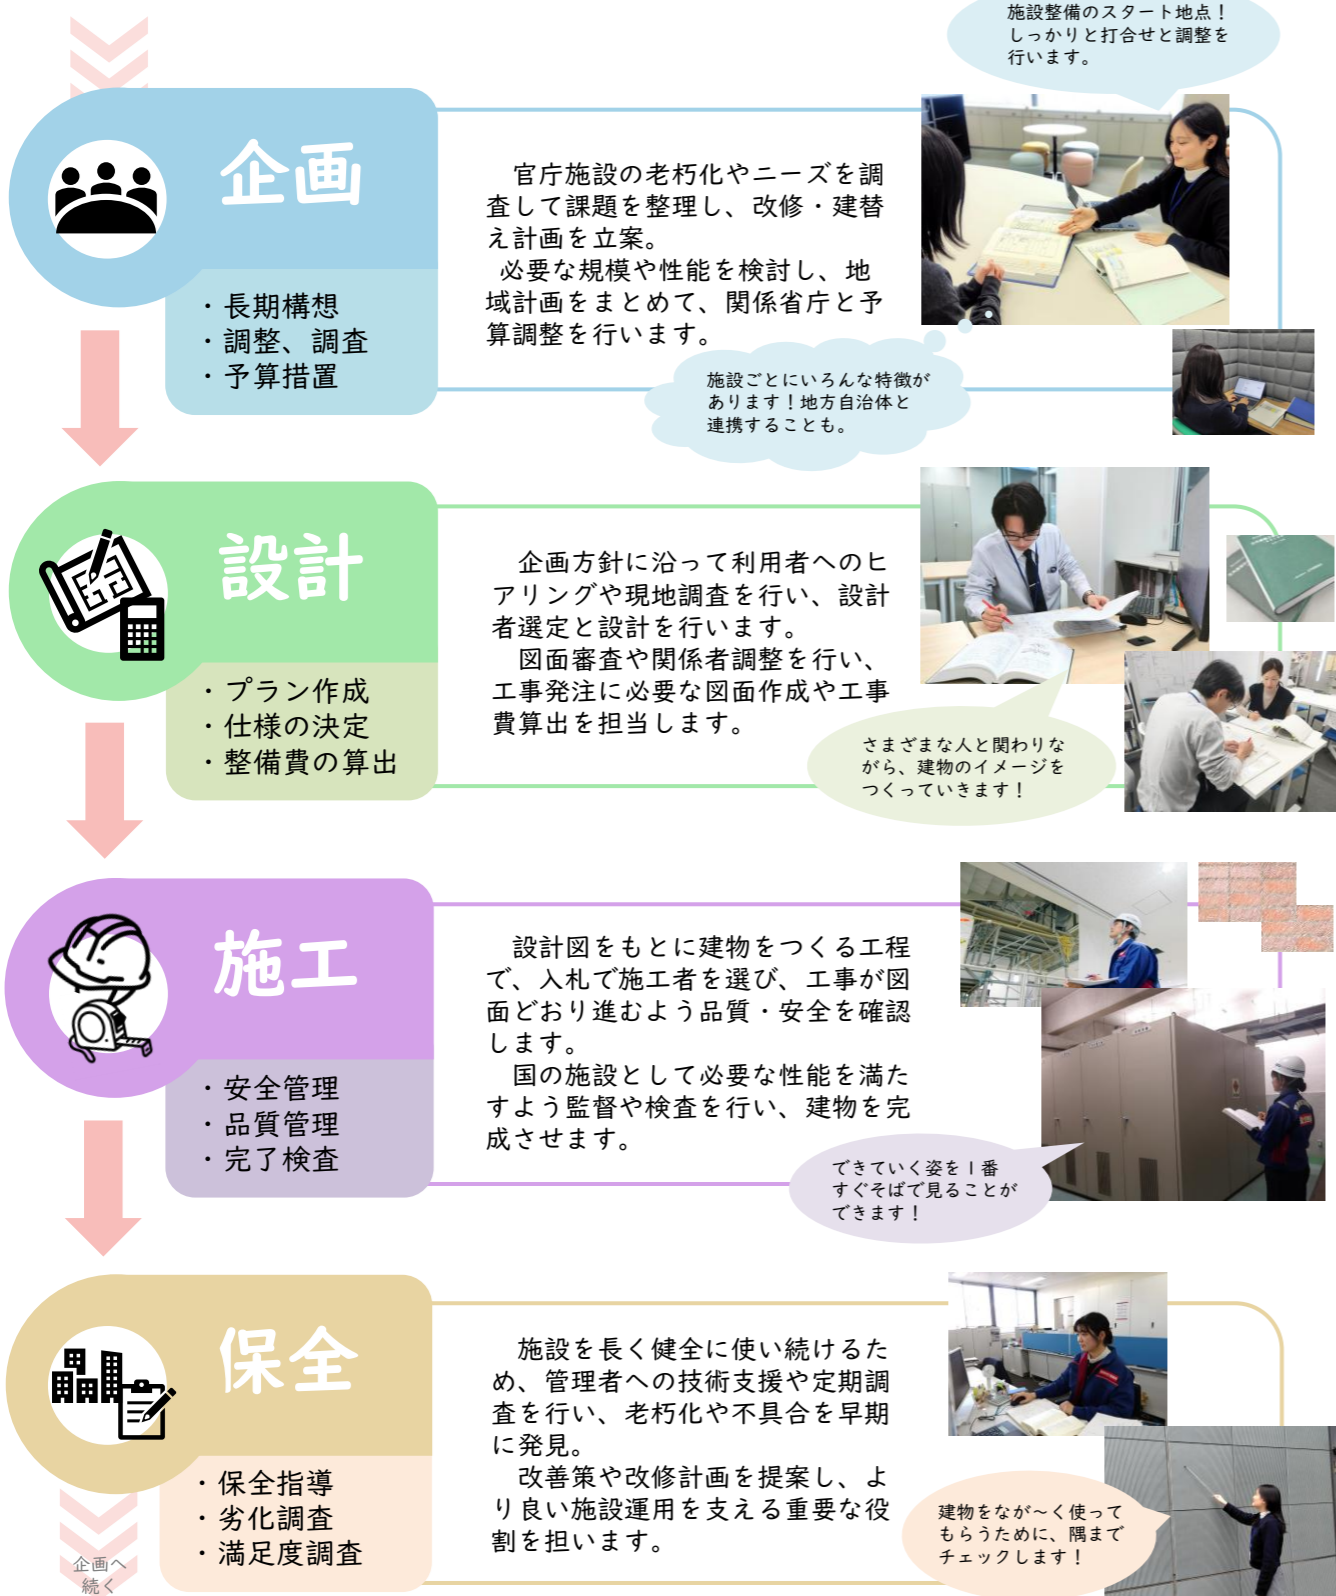 施設整備のスタート地点！
しっかりと打合せと調整を
行います。
企画
・長期構想
・調整、調査
・予算措置
官庁施設の老朽化やニーズを調
査して課題を整理し、改修・建替
え計画を立案。
必要な規模や性能を検討し、地
域計画をまとめて、関係省庁と予
算調整を行います。
施設ごとにいろんな特徴が
あります！地方自治体と
連携することも。
設計
・プラン作成
・仕様の決定
・整備費の算出
企画方針に沿って利用者へのヒ
アリングや現地調査を行い、設計
者選定と設計を行います。
図面審査や関係者調整を行い、
工事発注に必要な図面作成や工事
費算出を担当します。
さまざまな人と関わりな
がら、建物のイメージを
つくっていきます！
施工
・安全管理
・品質管理
・完了検査
設計図をもとに建物をつくる工程
で、入札で施工者を選び、工事が図
面どおり進むよう品質・安全を確認
します。
国の施設として必要な性能を満た
すよう監督や検査を行い、建物を完
成させます。
できていく姿を1番
すぐそばで見ることが
できます！
保全
・保全指導
・劣化調査
・満足度調査
施設を長く健全に使い続けるた
め、管理者への技術支援や定期調
査を行い、老朽化や不具合を早期
に発見。
改善策や改修計画を提案し、よ
り良い施設運用を支える重要な役
割を担います。
建物をなが～く使って
もらうために、隅まで
チェックします！
企画へ
続く